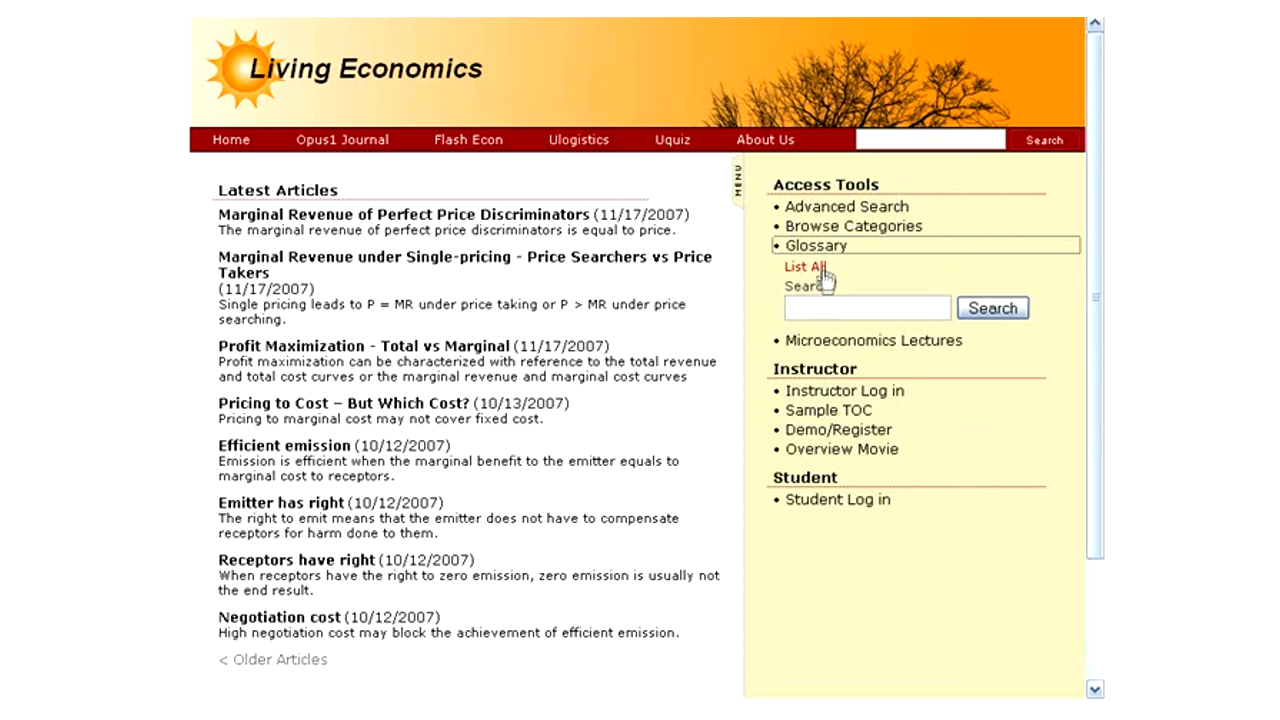 Living Economics
Home Opus1 Journal Flash Econ Ulogistics Uquiz About Us Search
Latest Articles
Marginal Revenue of Perfect Price Discriminators (11/17/2007)
The marginal revenue of perfect price discriminators is equal to price.
Marginal Revenue under Single-pricing - Price Searchers vs Price
Takers
(11/17/2007)
Single pricing leads to P = MR under price taking or P > MR under price
searching.
Profit Maximization - Total vs Marginal (11/17/2007)
Profit maximization can be characterized with reference to the total revenue
and total cost curves or the marginal revenue and marginal cost curves
Pricing to Cost – But Which Cost? (10/13/2007)
Pricing to marginal cost may not cover fixed cost.
Efficient emission (10/12/2007)
Emission is efficient when the marginal benefit to the emitter equals to
marginal cost to receptors.
Emitter has right (10/12/2007)
The right to emit means that the emitter does not have to compensate
receptors for harm done to them.
Receptors have right (10/12/2007)
When receptors have the right to zero emission, zero emission is usually not
the end result.
Negotiation cost (10/12/2007)
High negotiation cost may block the achievement of efficient emission.
< Older Articles
MENU
Access Tools
• Advanced Search
• Browse Categories
• Glossary
List All
Search
Search
• Microeconomics Lectures
Instructor
• Instructor Log in
• Sample TOC
• Demo/Register
• Overview Movie
Student
• Student Log in